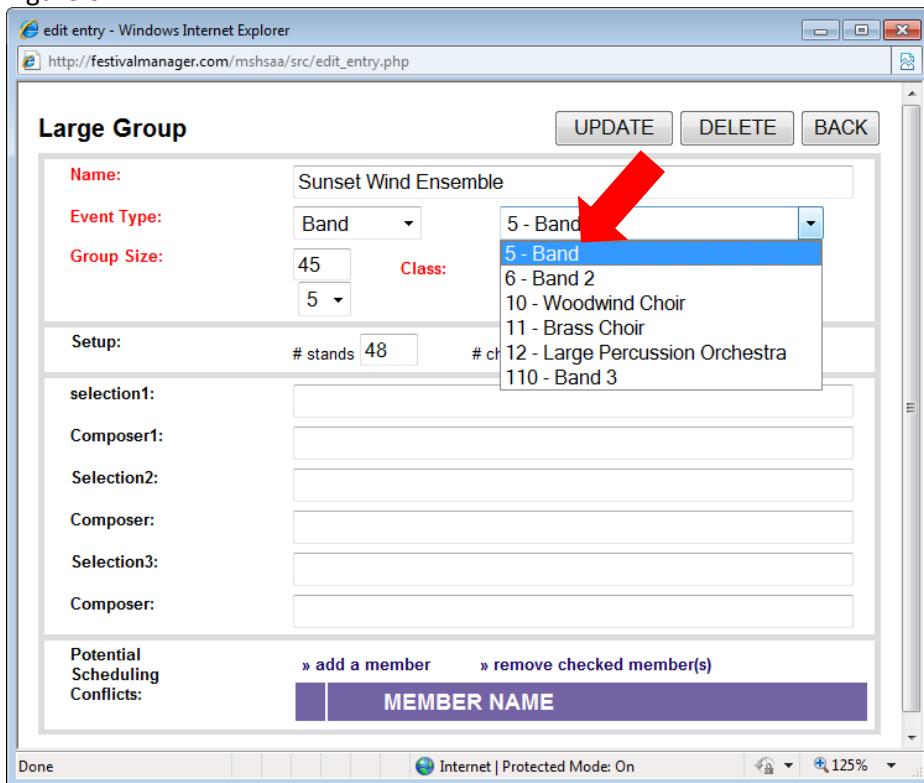 edit entry - Windows Internet Explorer
http://festivalmanager.com/mshsaa/src/edit_entry.php
Large Group UPDATE DELETE BACK
Name: Sunset Wind Ensemble
Event Type: Band 5 - Band
Group Size: 45 Class:
5
5 - Band
6 - Band 2
10 - Woodwind Choir
11 - Brass Choir
12 - Large Percussion Orchestra
110 - Band 3
Setup: # stands 48 # ch
selection1:
Composer1:
Selection2:
Composer:
Selection3:
Composer:
Potential
Scheduling
Conflicts:
» add a member » remove checked member(s)
MEMBER NAME
Done Internet | Protected Mode: On 125%